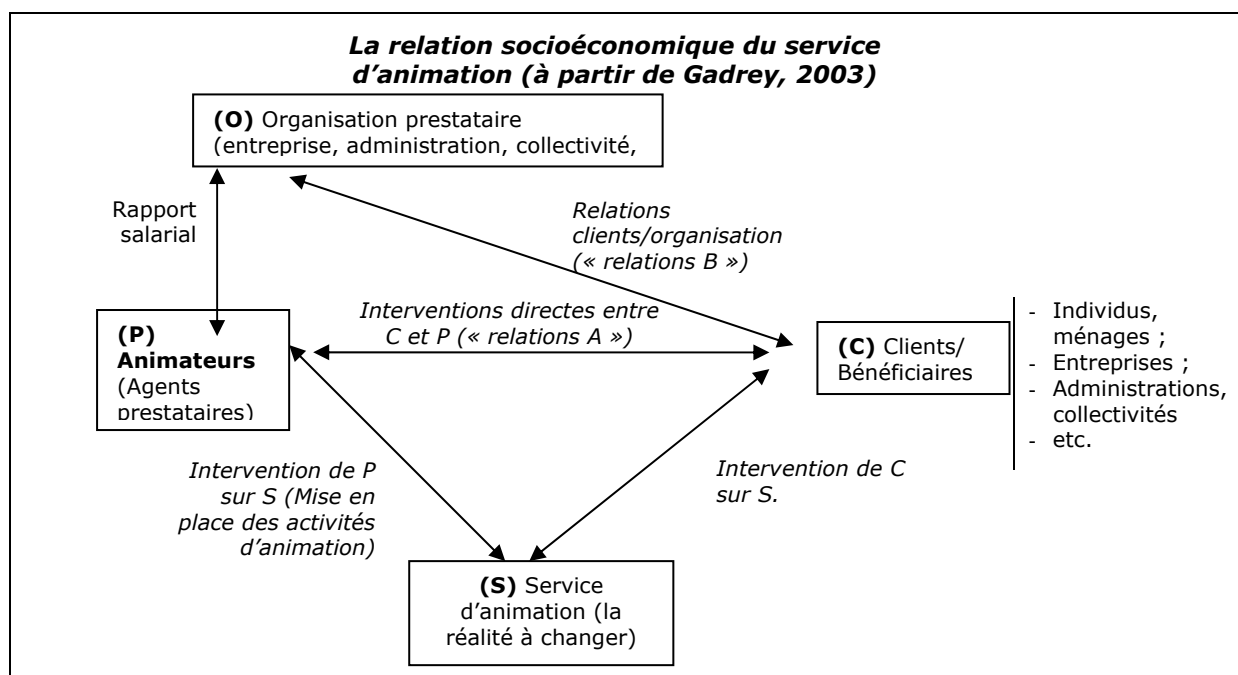 La relation socioéconomique du service
d'animation (à partir de Gadrey, 2003)
(O) Organisation prestataire
(entreprise, administration, collectivité,
Rapport
salarial
Relations
clients/organisation
(« relations B »)
Interventions directes entre
C et P (« relations A »)
(P)
Animateurs
(Agents
prestataires)
(C) Clients/
Bénéficiaires
- Individus,
ménages ;
- Entreprises ;
- Administrations,
collectivités
- etc.
Intervention de P
sur S (Mise en
place des activités
d'animation)
Intervention de C
sur S.
(S) Service
d'animation (la
réalité à changer)